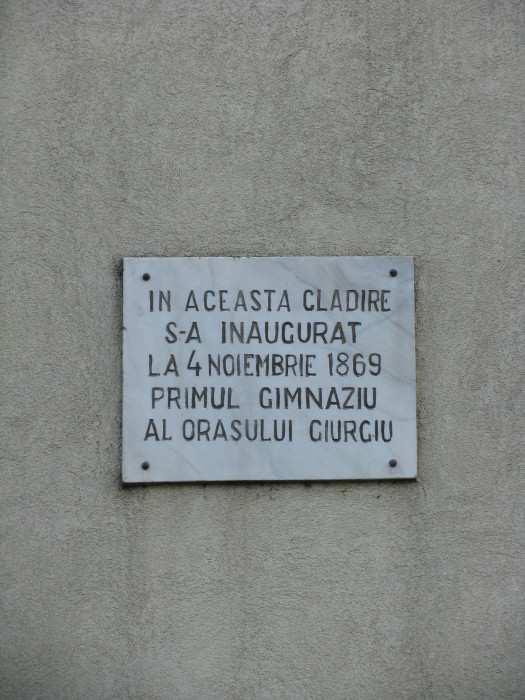 IN ACEASTA CLADIRE
S-A INAUGURAT
LA 4 NOIEMBRIE 1869
PRIMUL GIMNAZIU
AL ORASULUI GIURGIU